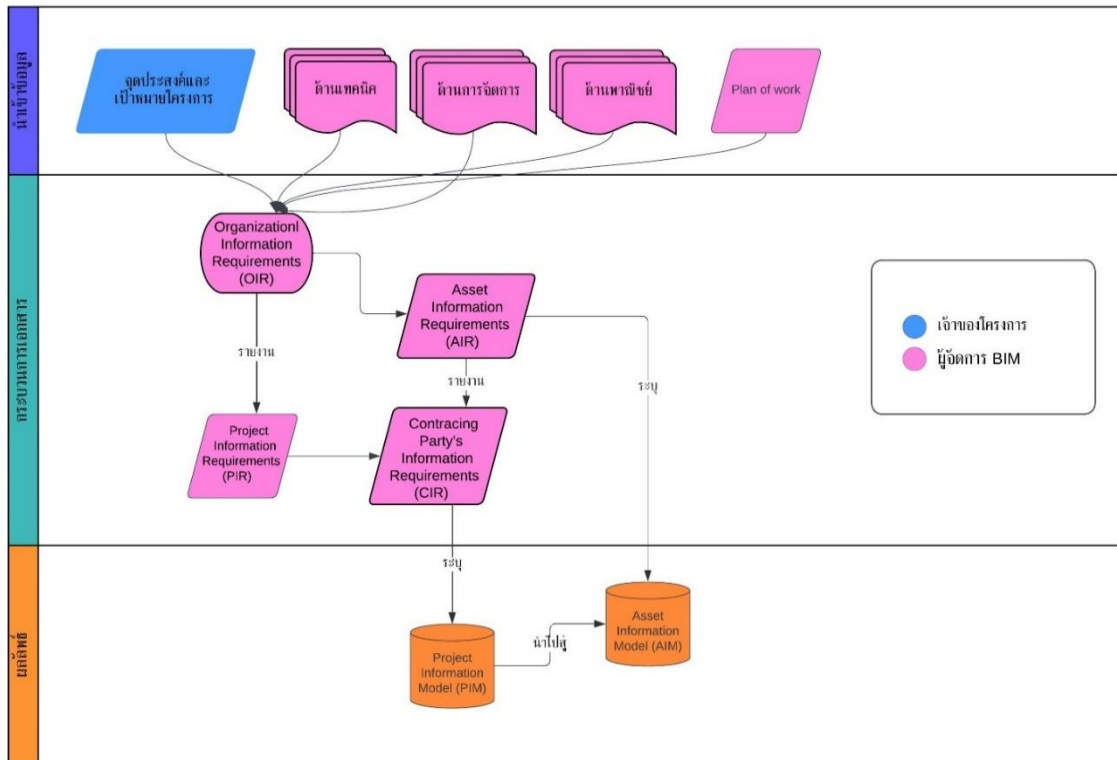 นำเข้าข้อมูล
จุดประสงค์และ
เป้าหมายโครงการ
ด้านเทคนิค
ด้านการจัดการ
ด้านพาณิชย์
Plan of work
กระบวนการเอกสาร
Organizationl
Information
Requirements
(OIR)
Asset
Information
Requirements
(AIR)
เจ้าของโครงการ
ผู้จัดการ BIM
รายงาน
รายงาน
ระบุ
Project
Information
Requirements
(PIR)
Contracing
Party's
Information
Requirements
(CIR)
ผลลัพธ์
ระบุ
Project
Information
Model (PIM)
นำไปสู่
Asset
Information
Model (AIM)